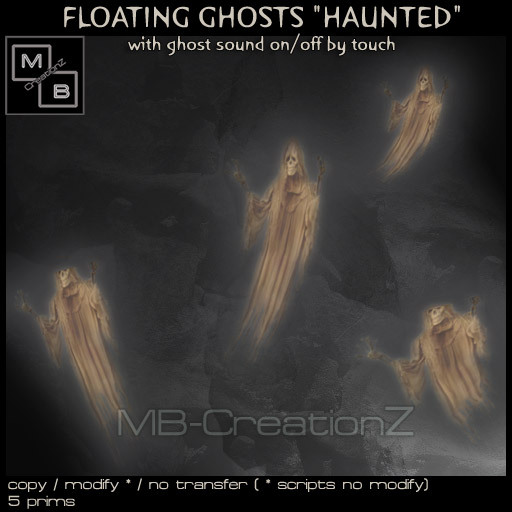 FLOATING GHOSTS "HAUNTED"
with ghost sound on/off by touch
M
CreationZ
B
MB-CreationZ
copy / modify * / no transfer ( * scripts no modify)
5 prims